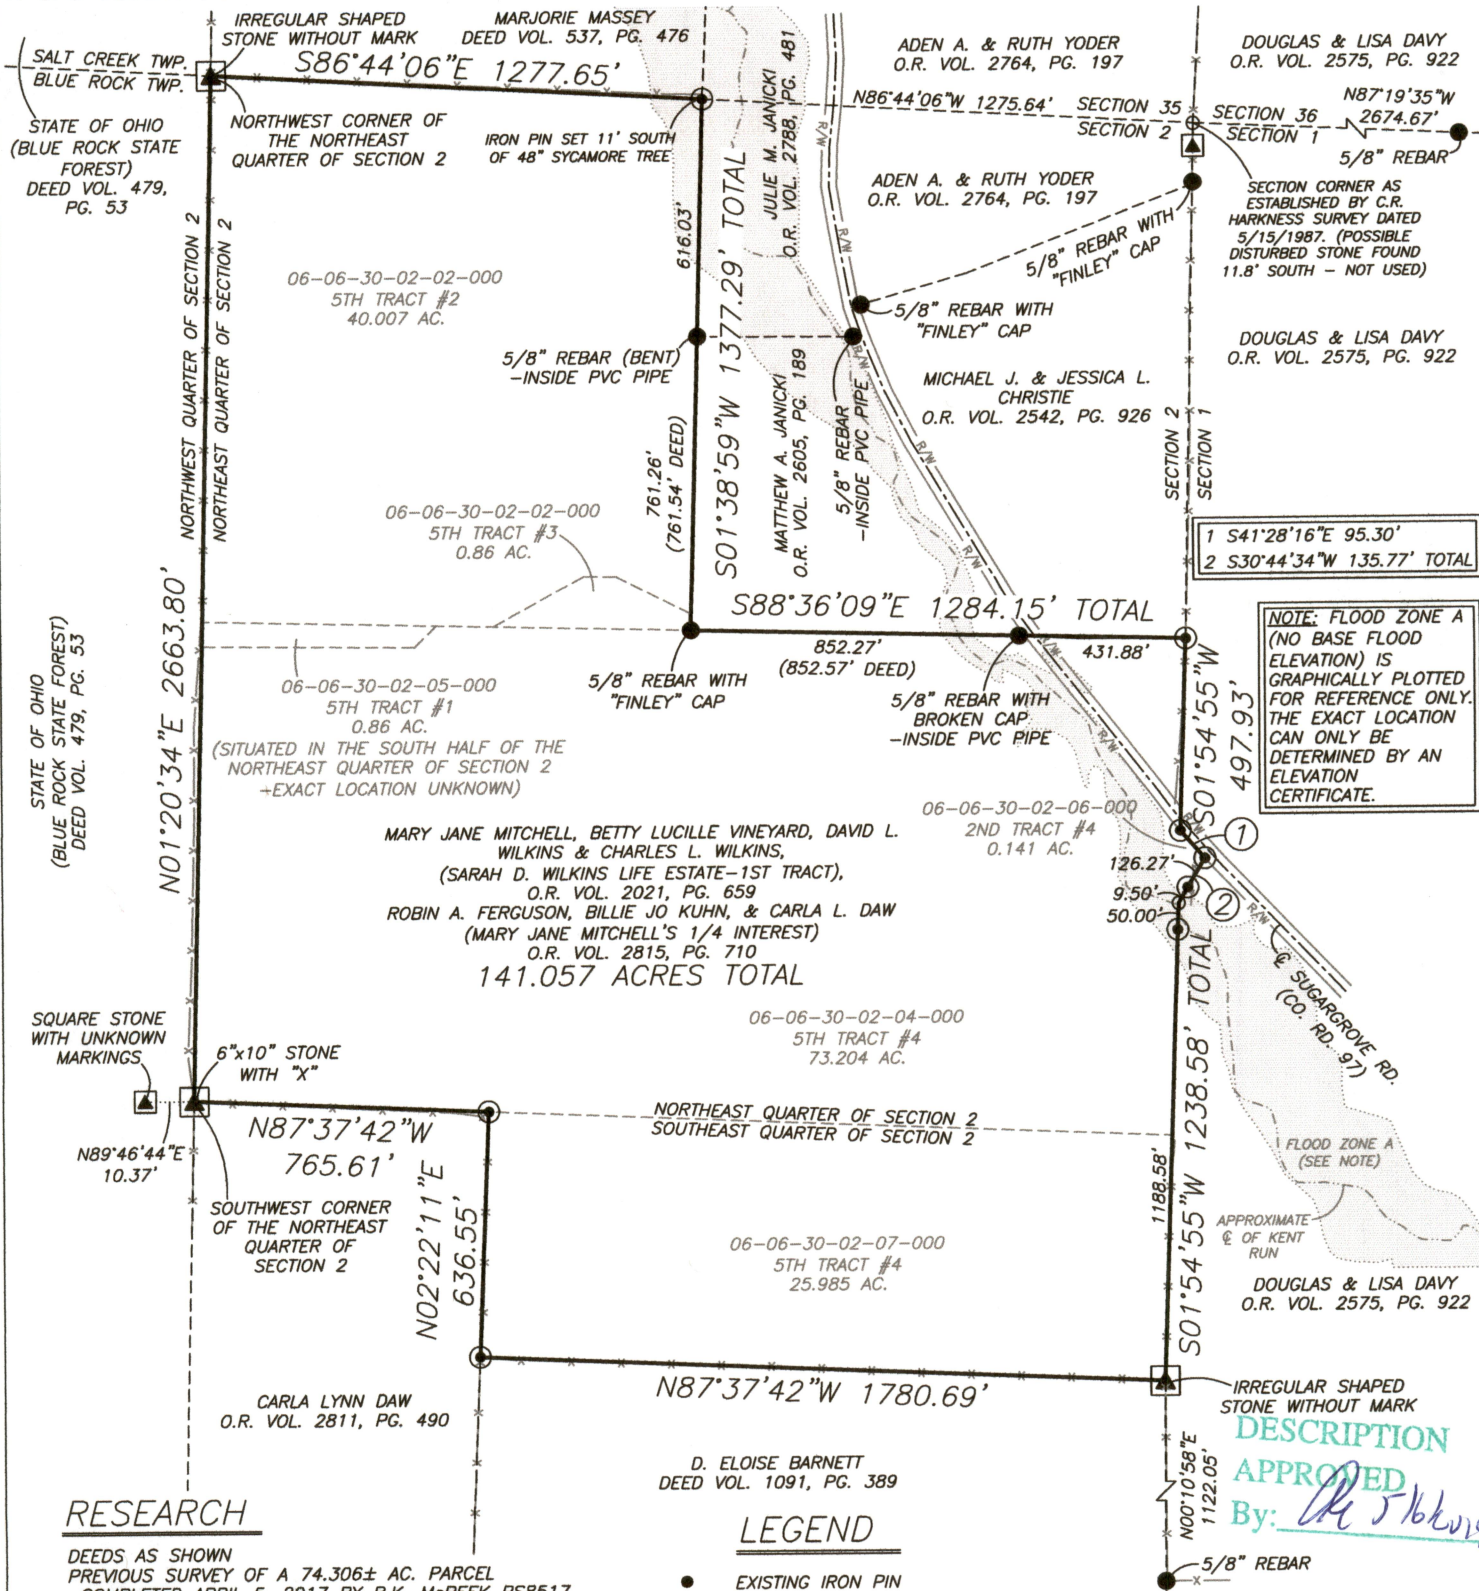 IRREGULAR SHAPED
STONE WITHOUT MARK
MARJORIE MASSEY
DEED VOL. 537, PG. 476
SALT CREEK TWP.
BLUE ROCK TWP.
S86°44'06"E 1277.65'
ADEN A. & RUTH YODER
O.R. VOL. 2764, PG. 197
DOUGLAS & LISA DAVY
O.R. VOL. 2575, PG. 922
STATE OF OHIO
(BLUE ROCK STATE
FOREST)
DEED VOL. 479,
PG. 53
NORTHWEST CORNER OF
THE NORTHEAST
QUARTER OF SECTION 2
IRON PIN SET 11' SOUTH
OF 48" SYCAMORE TREE
JULIE M. JANICKI
O.R. VOL. 2788, PG. 481
R/W
R/W
N86°44'06"W 1275.64'
SECTION 35
SECTION 2
SECTION 36
SECTION 1
N87°19'35"W
2674.67'
5/8" REBAR
ADEN A. & RUTH YODER
O.R. VOL. 2764, PG. 197
SECTION CORNER AS
ESTABLISHED BY C.R.
HARKNESS SURVEY DATED
5/15/1987. (POSSIBLE
DISTURBED STONE FOUND
11.8' SOUTH – NOT USED)
5/8" REBAR WITH
"FINLEY" CAP
NORTHWEST QUARTER OF SECTION 2
NORTHEAST QUARTER OF SECTION 2
06-06-30-02-02-000
5TH TRACT #2
40.007 AC.
616.03'
S01°38'59"W 1377.29' TOTAL
5/8" REBAR WITH
"FINLEY" CAP
5/8" REBAR (BENT)
-INSIDE PVC PIPE
R/W
DOUGLAS & LISA DAVY
O.R. VOL. 2575, PG. 922
MATTHEW A. JANICKI
O.R. VOL. 2605, PG. 189
5/8" REBAR
-INSIDE PVC PIPE
MICHAEL J. & JESSICA L.
CHRISTIE
O.R. VOL. 2542, PG. 926
SECTION 2
SECTION 1
R/W
R/W
761.26'
(761.54' DEED)
06-06-30-02-02-000
5TH TRACT #3
0.86 AC.
R/W
1 S41°28'16"E 95.30'
2 S30°44'34"W 135.77' TOTAL
S88°36'09"E 1284.15' TOTAL
852.27'
(852.57' DEED)
431.88'
R/W
NOTE: FLOOD ZONE A
(NO BASE FLOOD
ELEVATION) IS
GRAPHICALLY PLOTTED
FOR REFERENCE ONLY.
THE EXACT LOCATION
CAN ONLY BE
DETERMINED BY AN
ELEVATION
CERTIFICATE.
STATE OF OHIO
(BLUE ROCK STATE FOREST)
DEED VOL. 479, PG. 53
N01°20'34"E 2663.80'
06-06-30-02-05-000
5TH TRACT #1
0.86 AC.
(SITUATED IN THE SOUTH HALF OF THE
NORTHEAST QUARTER OF SECTION 2
-EXACT LOCATION UNKNOWN)
5/8" REBAR WITH
"FINLEY" CAP
5/8" REBAR WITH
BROKEN CAP
-INSIDE PVC PIPE
R/W
S01°54'55"W
497.93'
MARY JANE MITCHELL, BETTY LUCILLE VINEYARD, DAVID L.
WILKINS & CHARLES L. WILKINS,
(SARAH D. WILKINS LIFE ESTATE-1ST TRACT),
O.R. VOL. 2021, PG. 659
ROBIN A. FERGUSON, BILLIE JO KUHN, & CARLA L. DAW
(MARY JANE MITCHELL'S 1/4 INTEREST)
O.R. VOL. 2815, PG. 710
141.057 ACRES TOTAL
06-06-30-02-06-000
2ND TRACT #4
0.141 AC.
R/W
1
126.27'
9.50'
50.00'
2
R/W
℄ SUGARGROVE RD.
(CO. RD. 97)
SQUARE STONE
WITH UNKNOWN
MARKINGS
6"x10" STONE
WITH "X"
06-06-30-02-04-000
5TH TRACT #4
73.204 AC.
S01°54'55"W 1238.58' TOTAL
N87°37'42"W
765.61'
NORTHEAST QUARTER OF SECTION 2
SOUTHEAST QUARTER OF SECTION 2
N89°46'44"E
10.37'
FLOOD ZONE A
(SEE NOTE)
SOUTHWEST CORNER
OF THE NORTHEAST
QUARTER OF
SECTION 2
N02°22'11"E
636.55'
1188.58'
APPROXIMATE
℄ OF KENT
RUN
06-06-30-02-07-000
5TH TRACT #4
25.985 AC.
DOUGLAS & LISA DAVY
O.R. VOL. 2575, PG. 922
N87°37'42"W 1780.69'
IRREGULAR SHAPED
STONE WITHOUT MARK
CARLA LYNN DAW
O.R. VOL. 2811, PG. 490
D. ELOISE BARNETT
DEED VOL. 1091, PG. 389
N00°10'58"E
1122.05'
DESCRIPTION
APPROVED
By:
RESEARCH
DEEDS AS SHOWN
PREVIOUS SURVEY OF A 74.306± AC. PARCEL
LEGEND
EXISTING IRON PIN
5/8" REBAR